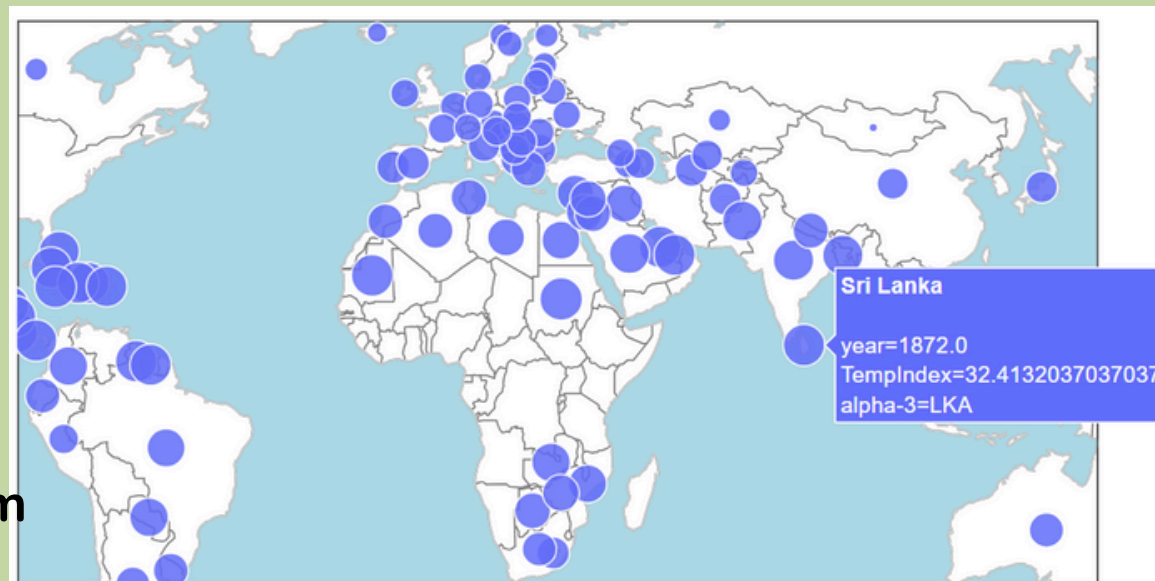 Sri Lanka
year=1872.0
TempIndex=32.4132037037037
alpha-3=LKA
m